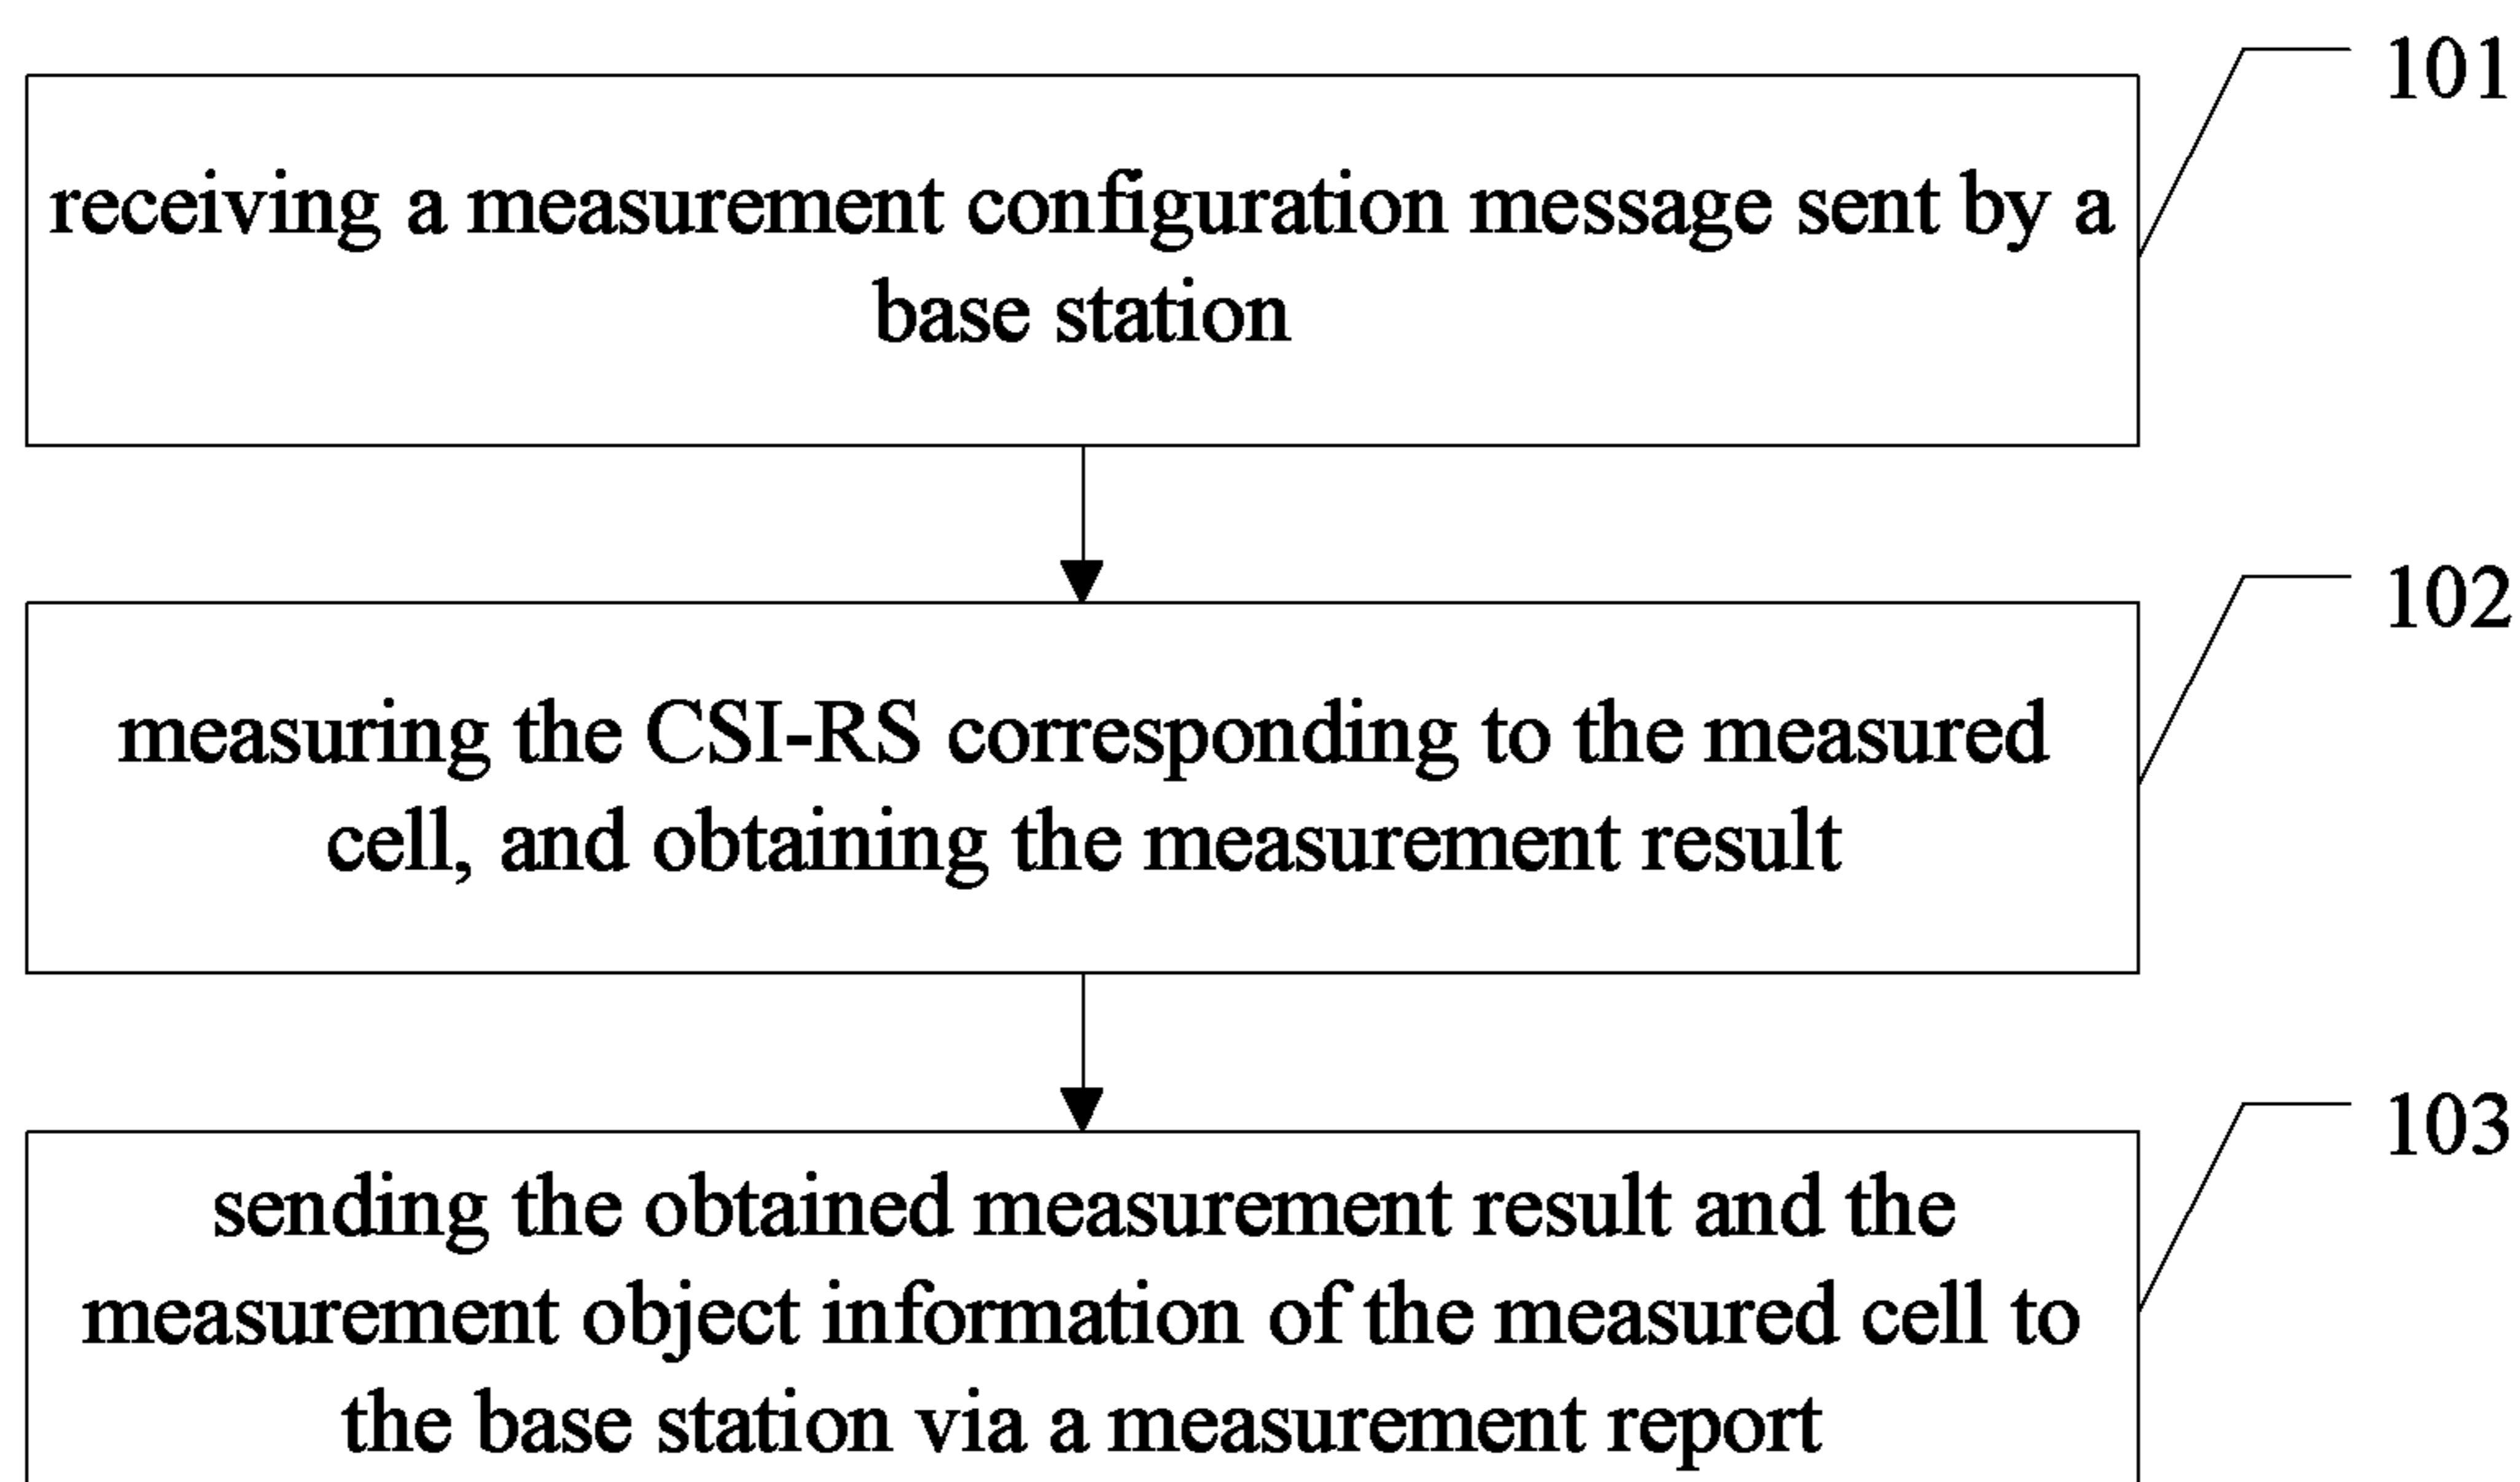 101
receiving a measurement configuration message sent by a
base station
102
measuring the CSI-RS corresponding to the measured
cell, and obtaining the measurement result
103
sending the obtained measurement result and the
measurement object information of the measured cell to
the base station via a measurement report